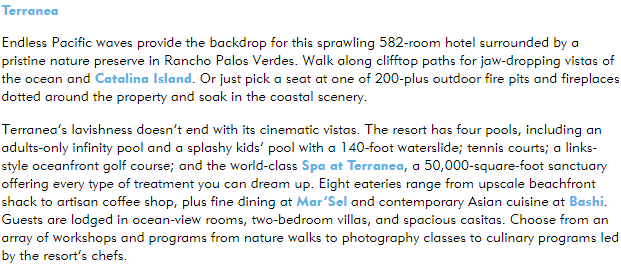 Terranea
Endless Pacific waves provide the backdrop for this sprawling 582-room hotel surrounded by a
pristine nature preserve in Rancho Palos Verdes. Walk along clifftop paths for jaw-dropping vistas of
the ocean and Catalina Island. Or just pick a seat at one of 200-plus outdoor fire pits and fireplaces
dotted around the property and soak in the coastal scenery.
Terranea’s lavishness doesn’t end with its cinematic vistas. The resort has four pools, including an
adults-only infinity pool and a splashy kids’ pool with a 140-foot waterslide; tennis courts; a links-
style oceanfront golf course; and the world-class Spa at Terranea, a 50,000-square-foot sanctuary
offering every type of treatment you can dream up. Eight eateries range from upscale beachfront
shack to artisan coffee shop, plus fine dining at Mar’Sel and contemporary Asian cuisine at Bashi.
Guests are lodged in ocean-view rooms, two-bedroom villas, and spacious casitas. Choose from an
array of workshops and programs from nature walks to photography classes to culinary programs led
by the resort’s chefs.